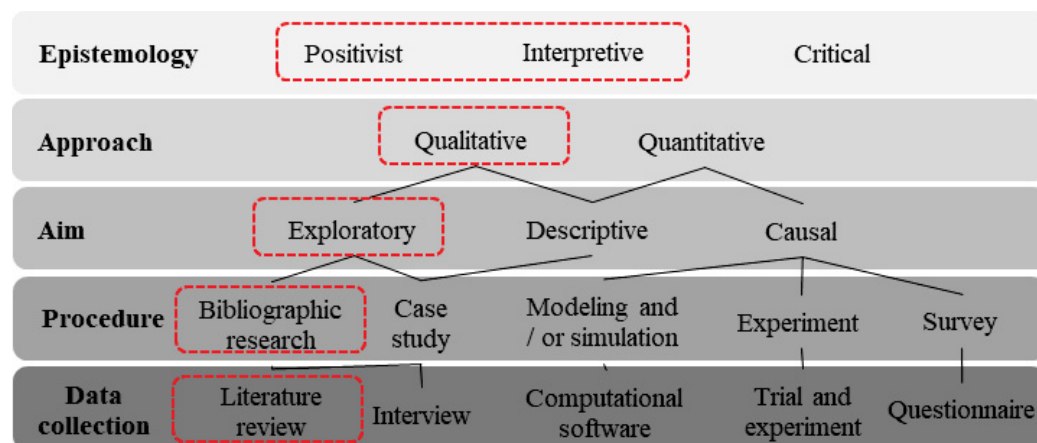 Epistemology Positivist Interpretive Critical
Approach Qualitative Quantitative
Aim Exploratory Descriptive Causal
Procedure Bibliographic research Case study Modeling and / or simulation Experiment Survey
Data collection Literature review Interview Computational software Trial and experiment Questionnaire